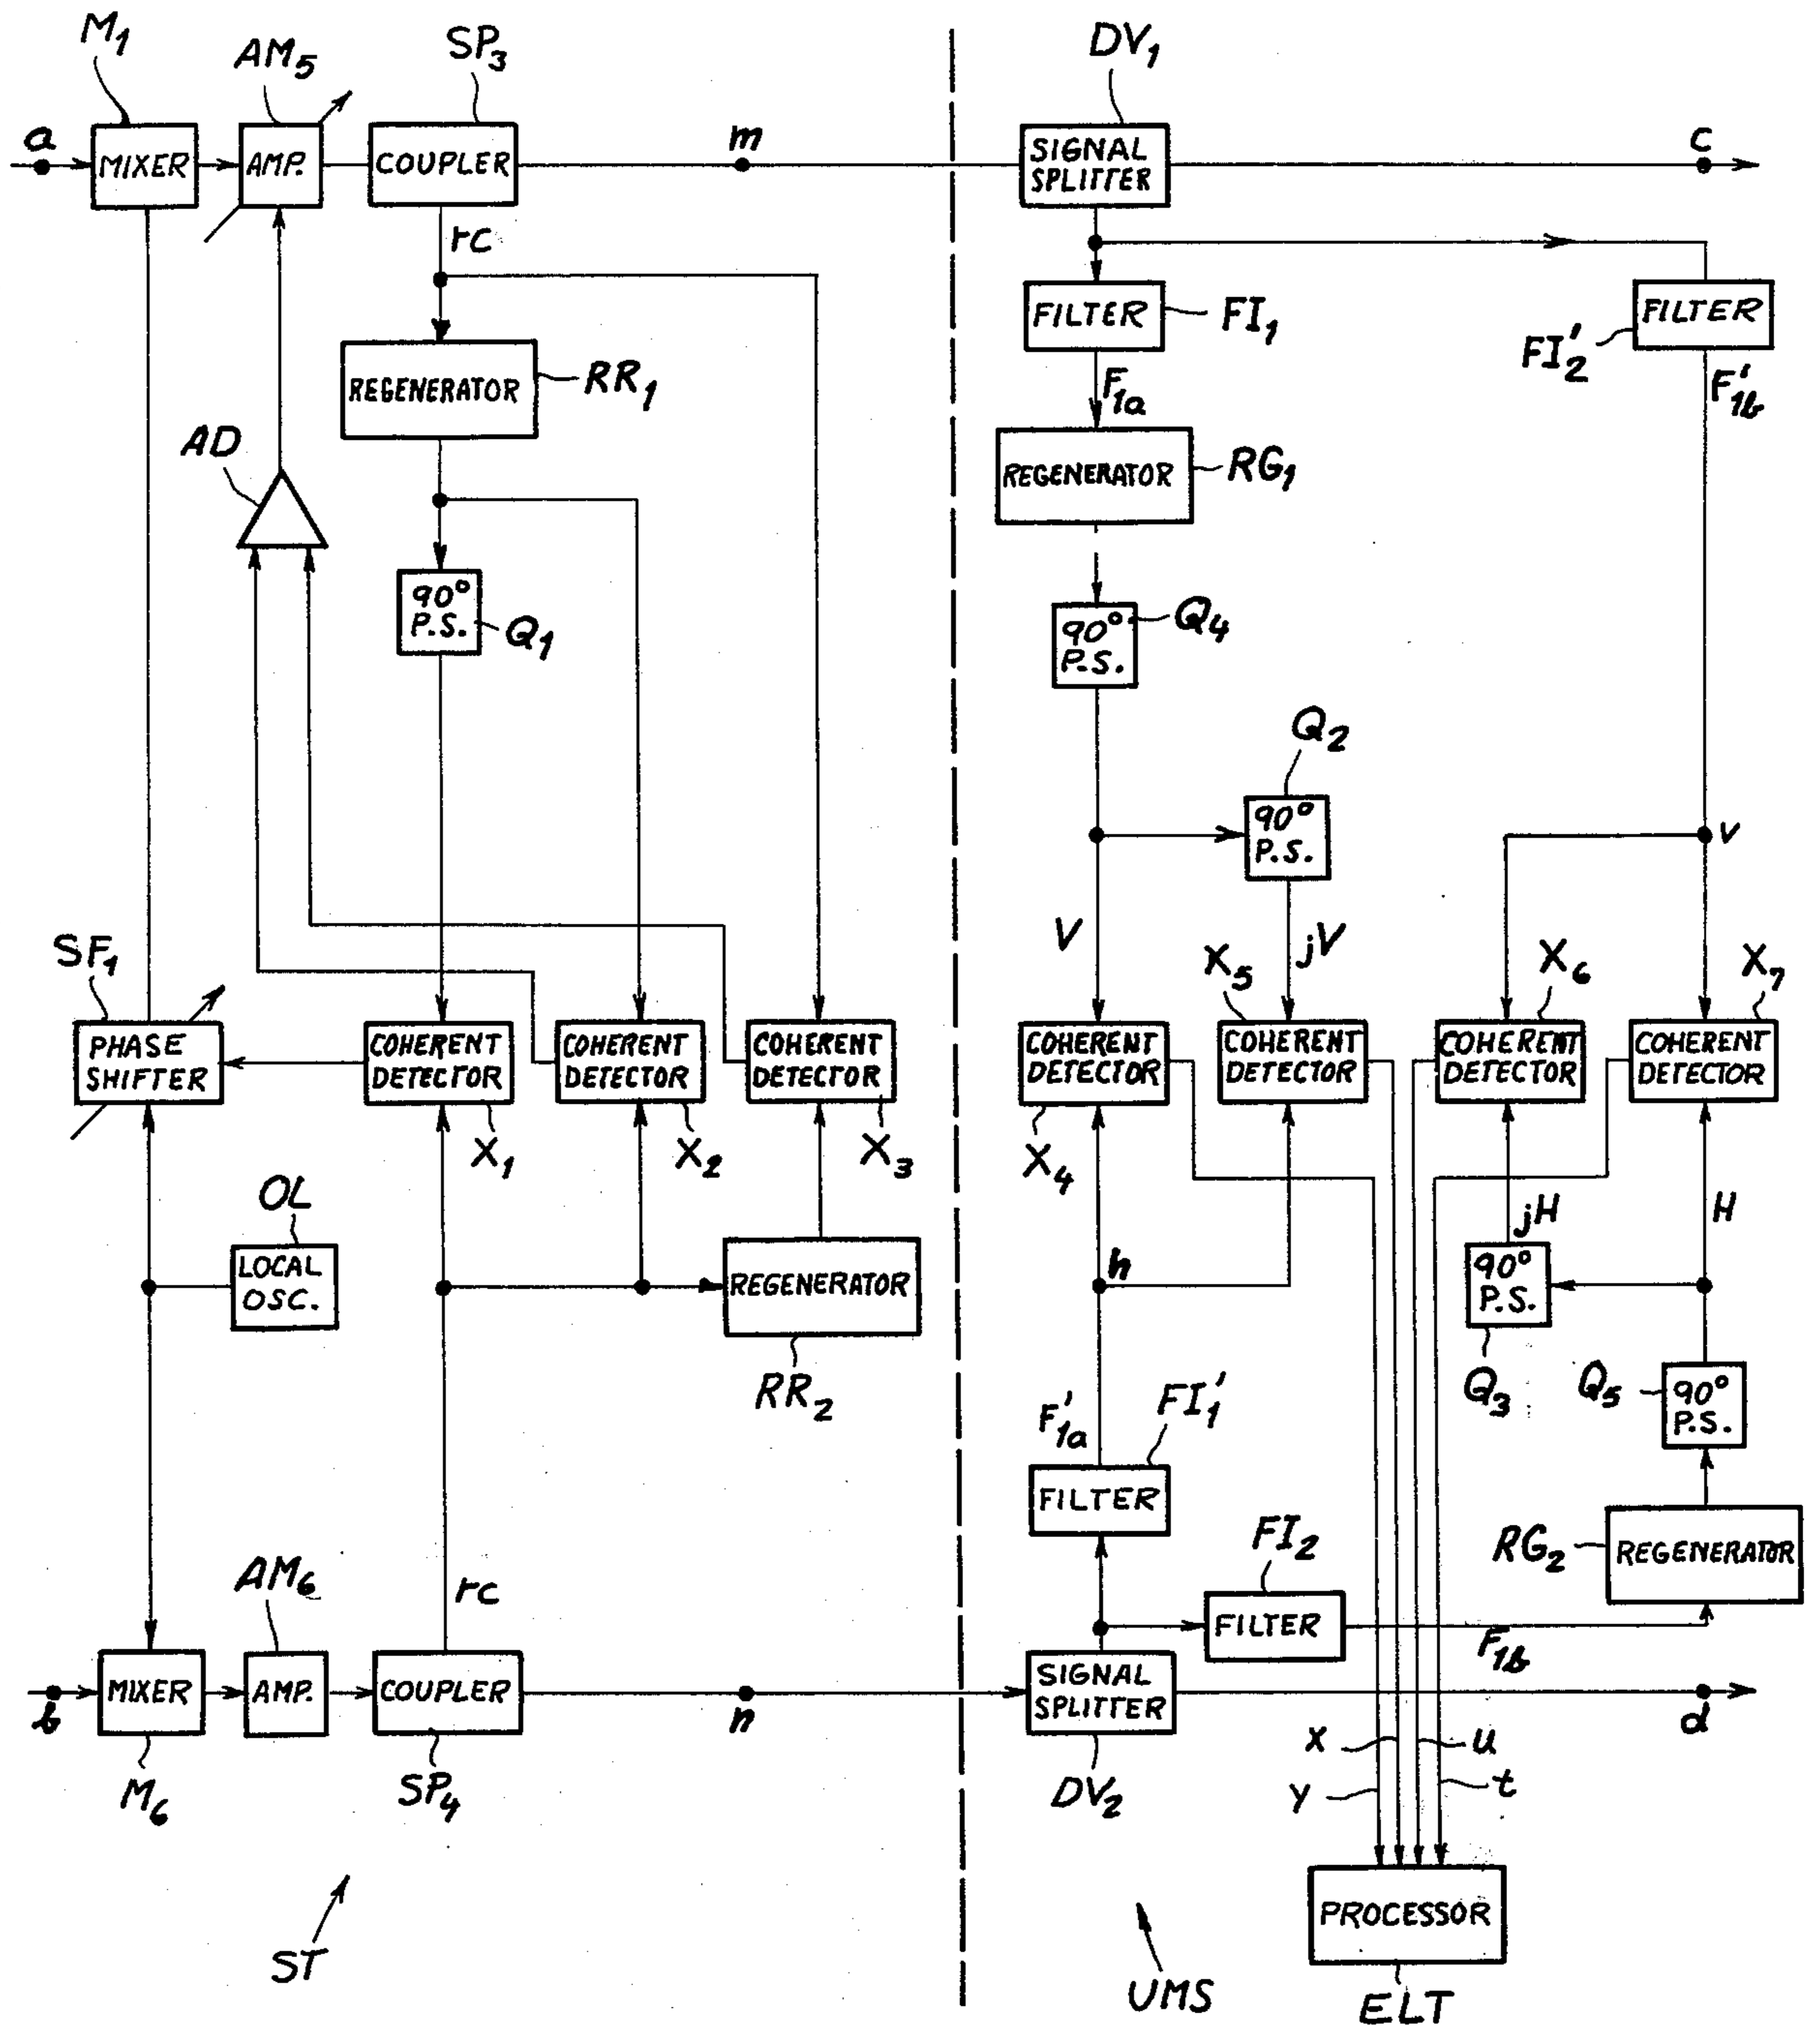 M₁
AM₅
SP₃
DV₁
a
MIXER
AMP.
COUPLER
m
SIGNAL
SPLITTER
c
rc
FILTER
FI₁
FILTER
FI'₂
REGENERATOR
RR₁
F₁ₐ
F'₁b
AD
REGENERATOR
RG₁
90°
P.S.
Q₁
90°
P.S.
Q₄
Q₂
90°
P.S.
v
V
jV
SF₁
X₅
X₆
X₇
PHASE
SHIFTER
COHERENT
DETECTOR
COHERENT
DETECTOR
COHERENT
DETECTOR
COHERENT
DETECTOR
COHERENT
DETECTOR
COHERENT
DETECTOR
COHERENT
DETECTOR
X₁
X₂
X₃
X₄
OL
LOCAL
OSC.
REGENERATOR
RR₂
h
jH
H
90°
P.S.
Q₃
Q₅
90°
P.S.
F'₁ₐ
FI₁'
FILTER
FI₂
FILTER
RG₂
REGENERATOR
F₁b
AM₆
rc
b
MIXER
AMP.
COUPLER
n
SIGNAL
SPLITTER
d
M₆
SP₄
DV₂
x
u
y
t
PROCESSOR
ST
UMS
ELT